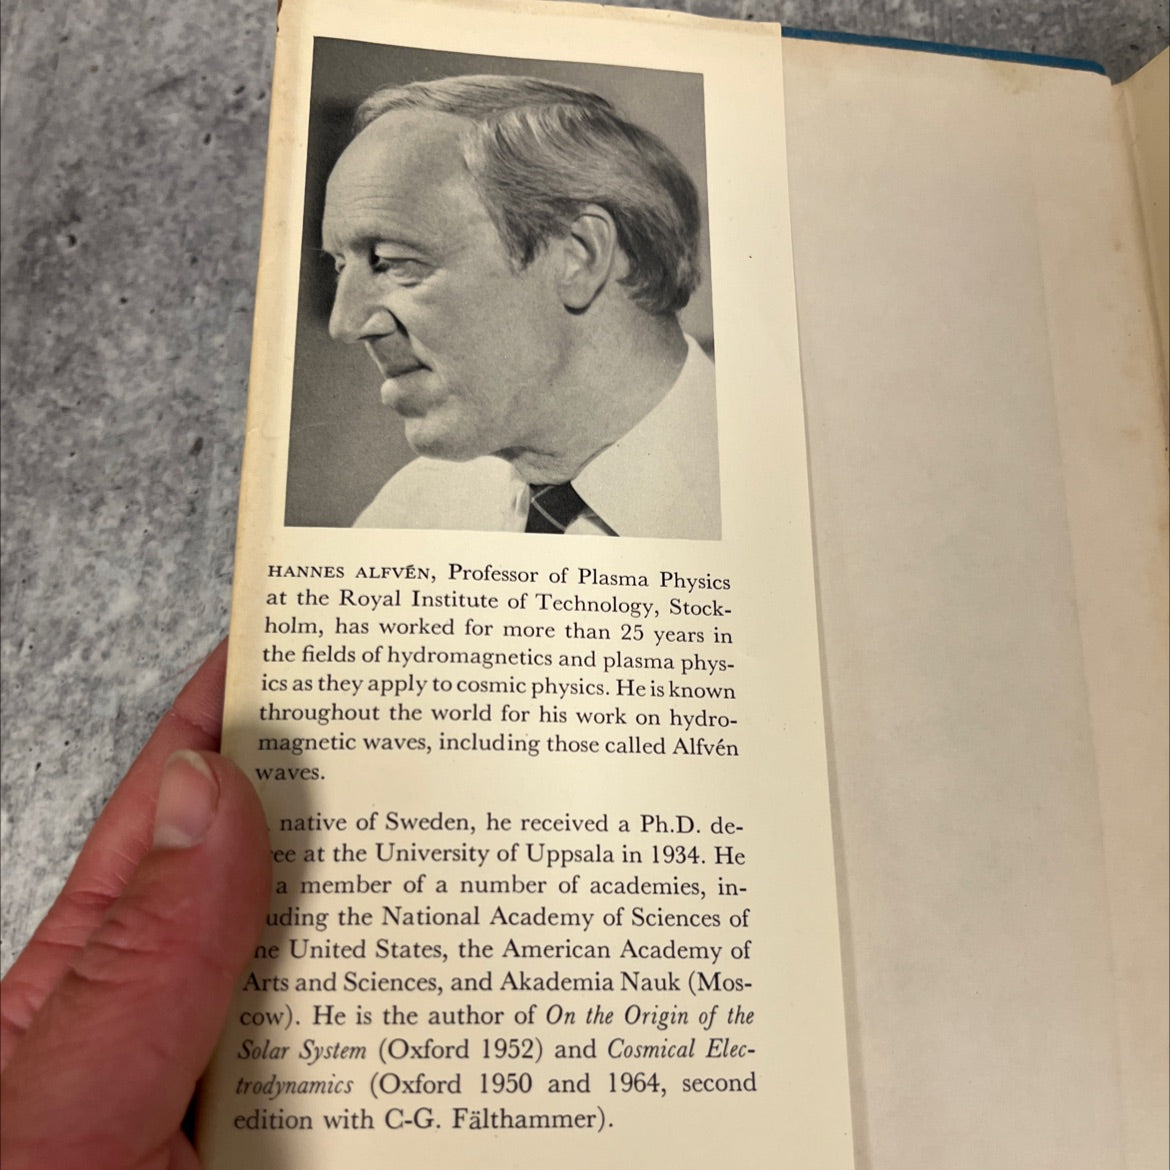 HANNES ALFVÉN, Professor of Plasma Physics
at the Royal Institute of Technology, Stock-
holm, has worked for more than 25 years in
the fields of hydromagnetics and plasma phys-
ics as they apply to cosmic physics. He is known
throughout the world for his work on hydro-
magnetic waves, including those called Alfvén
waves.
native of Sweden, he received a Ph.D. de-
ee at the University of Uppsala in 1934. He
a member of a number of academies, in-
uding the National Academy of Sciences of
he United States, the American Academy of
Arts and Sciences, and Akademia Nauk (Mos-
cow). He is the author of On the Origin of the
Solar System (Oxford 1952) and Cosmical Elec-
trodynamics (Oxford 1950 and 1964, second
edition with C-G. Fälthammer).